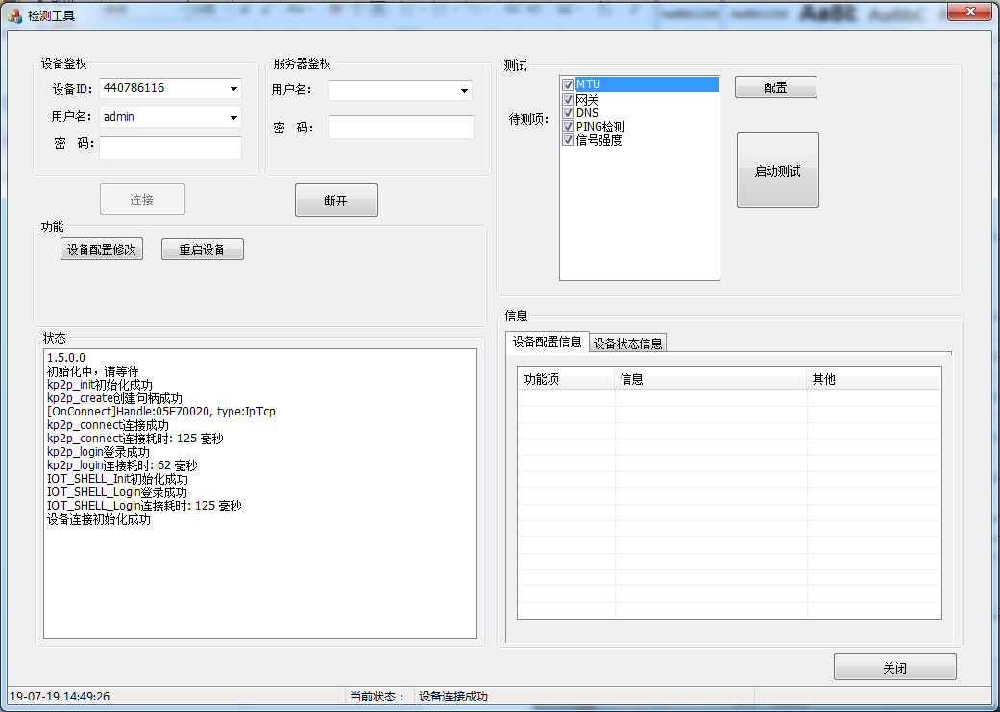 检测工具
设备鉴权
设备ID: 440786116
用户名: admin
密 码:
服务器鉴权
用户名:
密 码:
连接
断开
功能
设备配置修改
重启设备
状态
1.5.0.0
初始化中，请等待
kp2p_init初始化成功
kp2p_create创建句柄成功
[OnConnect]Handle:05E70020, type:IpTcp
kp2p_connect连接成功
kp2p_connect连接耗时: 125 毫秒
kp2p_login登录成功
kp2p_login连接耗时: 62 毫秒
IOT_SHELL_Init初始化成功
IOT_SHELL_Login登录成功
IOT_SHELL_Login连接耗时: 125 毫秒
设备连接初始化成功
测试
待测项:
MTU
网关
DNS
PING检测
信号强度
配置
启动测试
信息
设备配置信息 设备状态信息
功能项 信息 其他
关闭
19-07-19 14:49:26 当前状态： 设备连接成功